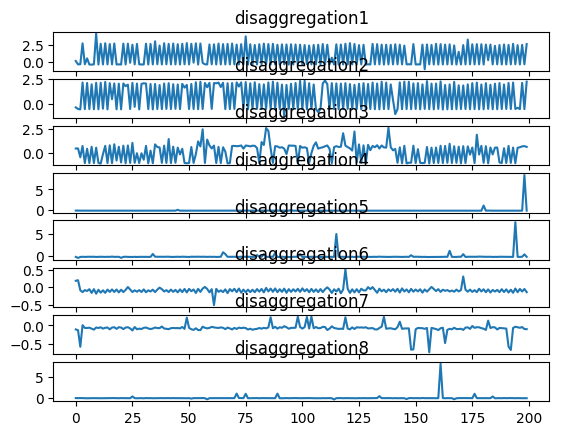 disaggregation1
2.5
0.0
disaggregation2
2.5
0.0
disaggregation3
2.5
0.0
disaggregation4
5
0
disaggregation5
5
0
disaggregation6
0.5
0.0
−0.5
disaggregation7
0.0
−0.5
disaggregation8
5
0
0 25 50 75 100 125 150 175 200